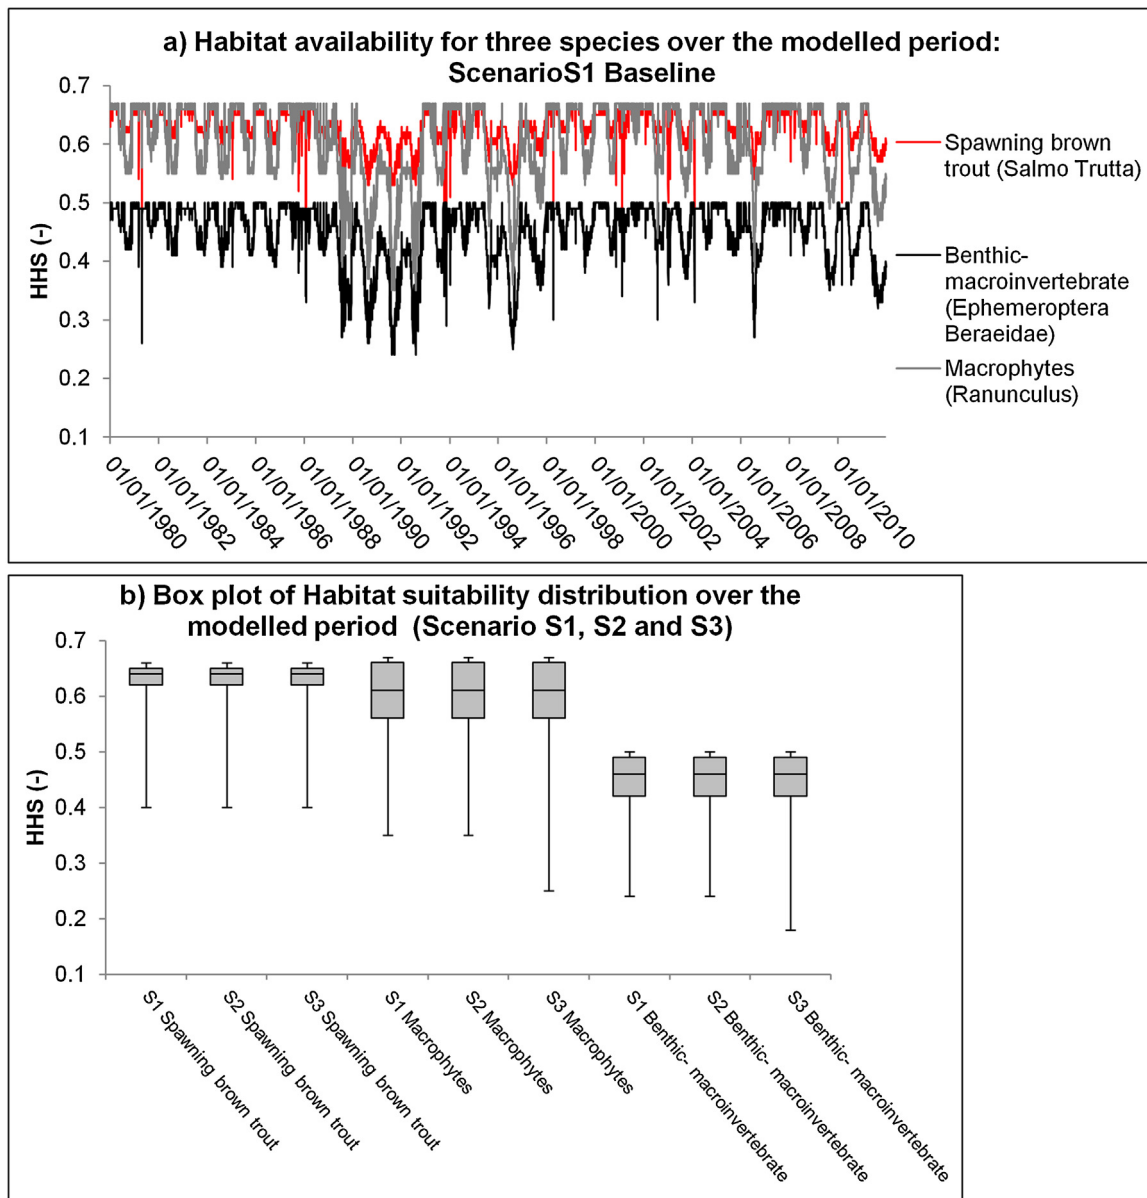 a) Habitat availability for three species over the modelled period:
ScenarioS1 Baseline
0.7
0.6
0.5
0.4
0.3
0.2
0.1
HHS (-)
01/01/1980
01/01/1982
01/01/1984
01/01/1986
01/01/1988
01/01/1990
01/01/1992
01/01/1994
01/01/1996
01/01/1998
01/01/2000
01/01/2002
01/01/2004
01/01/2006
01/01/2008
01/01/2010
Spawning brown
trout (Salmo Trutta)
Benthic-
macroinvertebrate
(Ephemeroptera
Beraeidae)
Macrophytes
(Ranunculus)
b) Box plot of Habitat suitability distribution over the
modelled period (Scenario S1, S2 and S3)
0.7
0.6
0.5
0.4
0.3
0.2
0.1
HHS (-)
S1 Spawning brown trout
S2 Spawning brown trout
S3 Spawning brown trout
S1 Macrophytes
S2 Macrophytes
S3 Macrophytes
S1 Benthic- macroinvertebrate
S2 Benthic- macroinvertebrate
S3 Benthic- macroinvertebrate